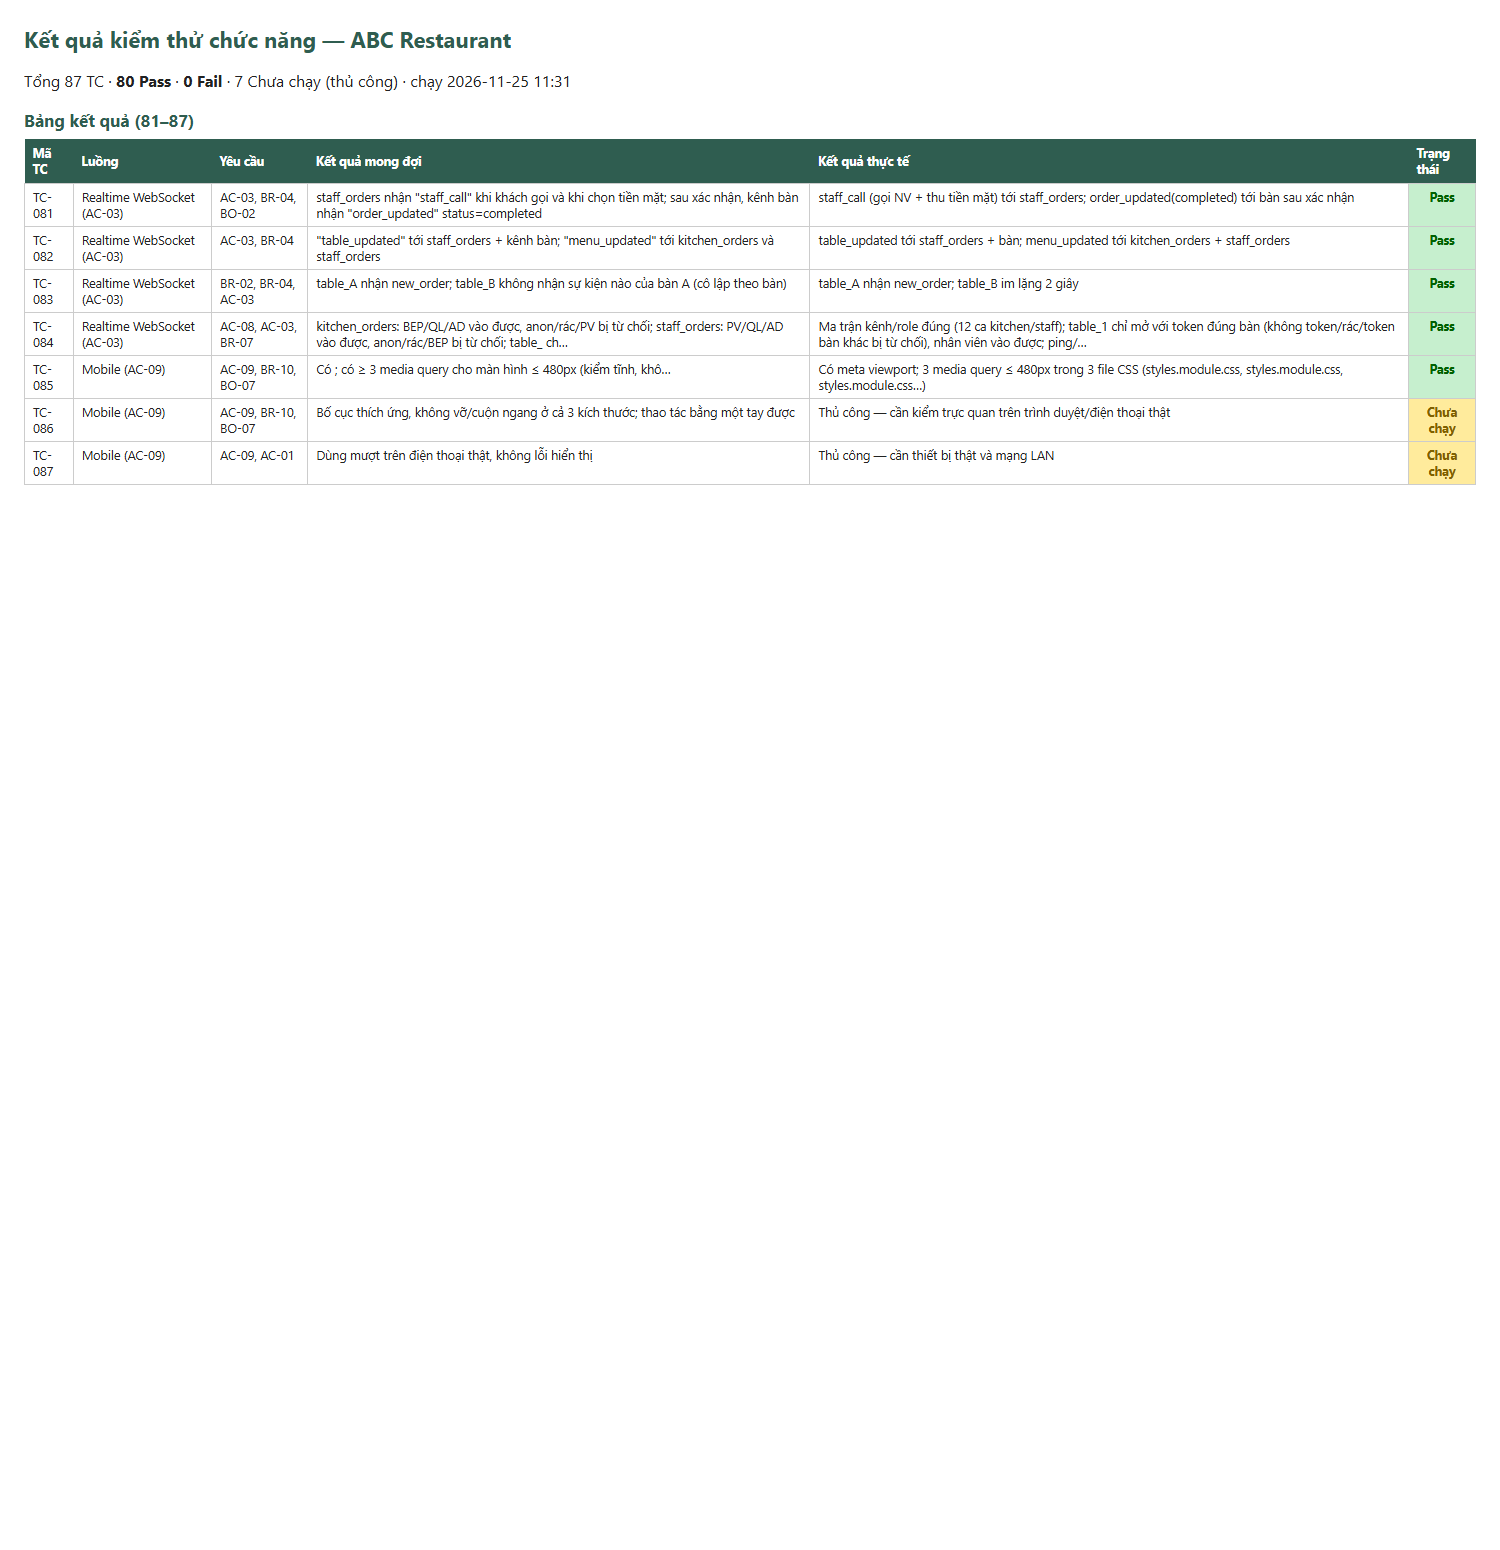 Kết quả kiểm thử chức năng — ABC Restaurant
Tổng 87 TC · 80 Pass · 0 Fail · 7 Chưa chạy (thủ công) · chạy 2026-11-25 11:31
Bảng kết quả (81–87)
Mã TC | Luồng | Yêu cầu | Kết quả mong đợi | Kết quả thực tế | Trạng thái
TC-081 | Realtime WebSocket (AC-03) | AC-03, BR-04, BO-02 | staff_orders nhận "staff_call" khi khách gọi và khi chọn tiền mặt; sau xác nhận, kênh bàn nhận "order_updated" status=completed | staff_call (gọi NV + thu tiền mặt) tới staff_orders; order_updated(completed) tới bàn sau xác nhận | Pass
TC-082 | Realtime WebSocket (AC-03) | AC-03, BR-04 | "table_updated" tới staff_orders + kênh bàn; "menu_updated" tới kitchen_orders và staff_orders | table_updated tới staff_orders + bàn; menu_updated tới kitchen_orders + staff_orders | Pass
TC-083 | Realtime WebSocket (AC-03) | BR-02, BR-04, AC-03 | table_A nhận new_order; table_B không nhận sự kiện nào của bàn A (cô lập theo bàn) | table_A nhận new_order; table_B im lặng 2 giây | Pass
TC-084 | Realtime WebSocket (AC-03) | AC-08, AC-03, BR-07 | kitchen_orders: BEP/QL/AD vào được, anon/rác/PV bị từ chối; staff_orders: PV/QL/AD vào được, anon/rác/BEP bị từ chối; table_ ch... | Ma trận kênh/role đúng (12 ca kitchen/staff); table_1 chỉ mở với token đúng bàn (không token/rác/token bàn khác bị từ chối), nhân viên vào được; ping/... | Pass
TC-085 | Mobile (AC-09) | AC-09, BR-10, BO-07 | Có ; có ≥ 3 media query cho màn hình ≤ 480px (kiểm tĩnh, khô... | Có meta viewport; 3 media query ≤ 480px trong 3 file CSS (styles.module.css, styles.module.css, styles.module.css...) | Pass
TC-086 | Mobile (AC-09) | AC-09, BR-10, BO-07 | Bố cục thích ứng, không vỡ/cuộn ngang ở cả 3 kích thước; thao tác bằng một tay được | Thủ công — cần kiểm trực quan trên trình duyệt/điện thoại thật | Chưa chạy
TC-087 | Mobile (AC-09) | AC-09, AC-01 | Dùng mượt trên điện thoại thật, không lỗi hiển thị | Thủ công — cần thiết bị thật và mạng LAN | Chưa chạy